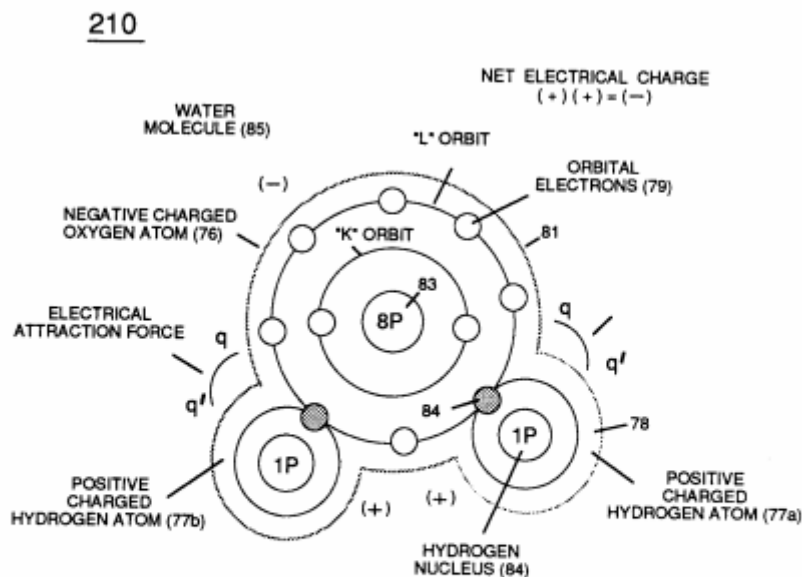 210
NET ELECTRICAL CHARGE
(+) (+) = (-)
WATER
MOLECULE (85)
"L" ORBIT
ORBITAL
ELECTRONS (79)
(-)
NEGATIVE CHARGED
OXYGEN ATOM (76)
81
"K" ORBIT
83
8P
ELECTRICAL
ATTRACTION FORCE
q
q'
q
q'
84
78
1P
1P
POSITIVE
CHARGED
HYDROGEN ATOM (77b)
(+)
(+)
POSITIVE
CHARGED
HYDROGEN ATOM (77a)
HYDROGEN
NUCLEUS (84)